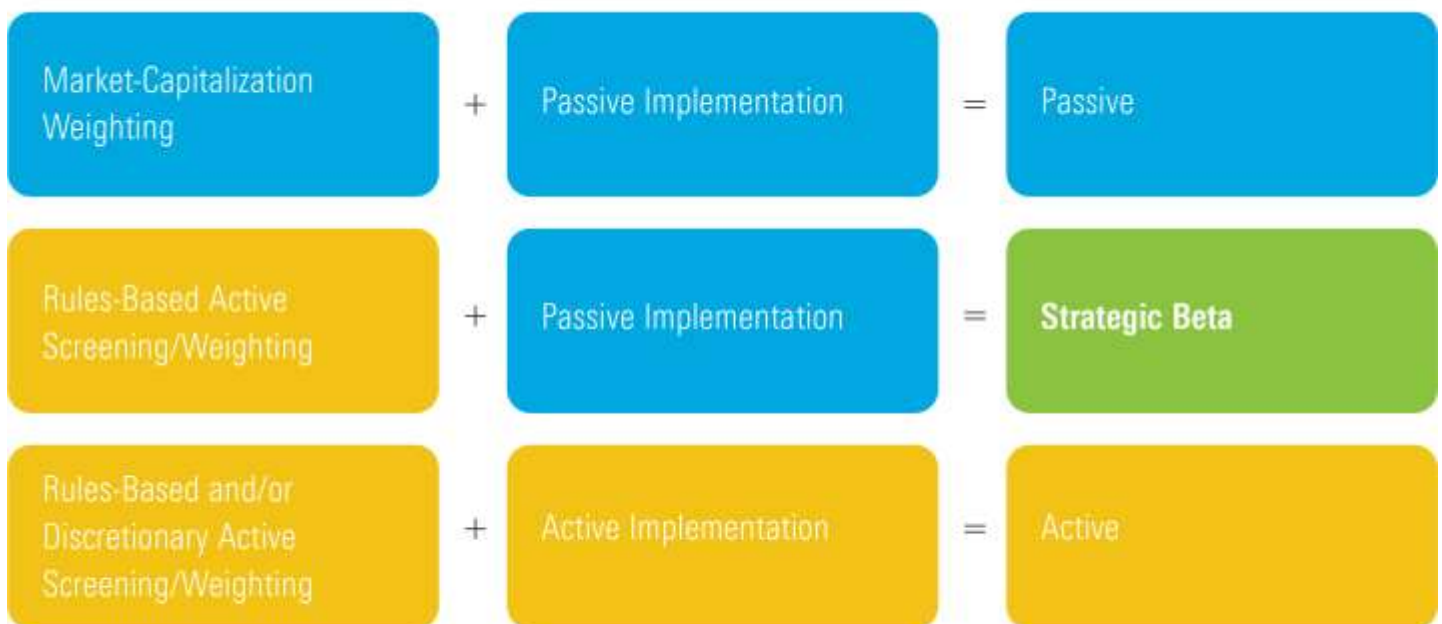 Market-Capitalization
Weighting
+
Passive Implementation
=
Passive
Rules-Based Active
Screening/Weighting
+
Passive Implementation
=
Strategic Beta
Rules-Based and/or
Discretionary Active
Screening/Weighting
+
Active Implementation
=
Active